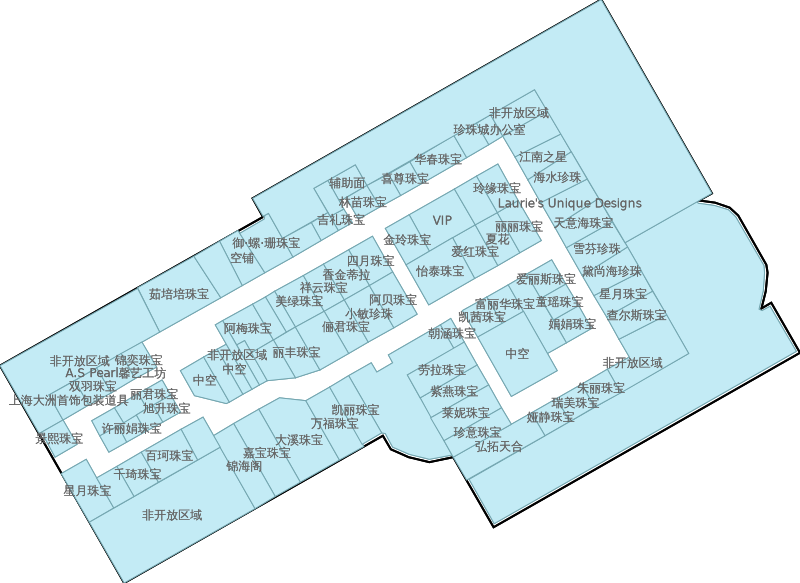 非开放区域
珍珠城办公室
华春珠宝
江南之星
喜尊珠宝
海水珍珠
辅助面
玲缘珠宝
林苗珠宝
Laurie's Unique Designs
吉礼珠宝
VIP
天意海珠宝
丽丽珠宝
金玲珠宝
夏花
御·螺·珊珠宝
雪芬珍珠
爱红珠宝
空铺
四月珠宝
怡泰珠宝
黛尚海珍珠
香金蒂拉
爱丽斯珠宝
祥云珠宝
茹培培珠宝
星月珠宝
美绿珠宝
阿贝珠宝
富丽华珠宝
童瑶珠宝
小敏珍珠
凯茜珠宝
查尔斯珠宝
阿梅珠宝
俪君珠宝
娟娟珠宝
朝涵珠宝
非开放区域
丽丰珠宝
中空
非开放区域
锦奕珠宝
非开放区域
中空
劳拉珠宝
A.S Pearl馨艺工坊
中空
双羽珠宝
朱丽珠宝
紫燕珠宝
丽君珠宝
上海大洲首饰包装道具
瑞美珠宝
旭升珠宝
凯丽珠宝
莱妮珠宝
娅静珠宝
万福珠宝
许丽娟珠宝
珍意珠宝
景熙珠宝
大溪珠宝
弘拓天合
嘉宝珠宝
百珂珠宝
锦海阁
千琦珠宝
星月珠宝
非开放区域